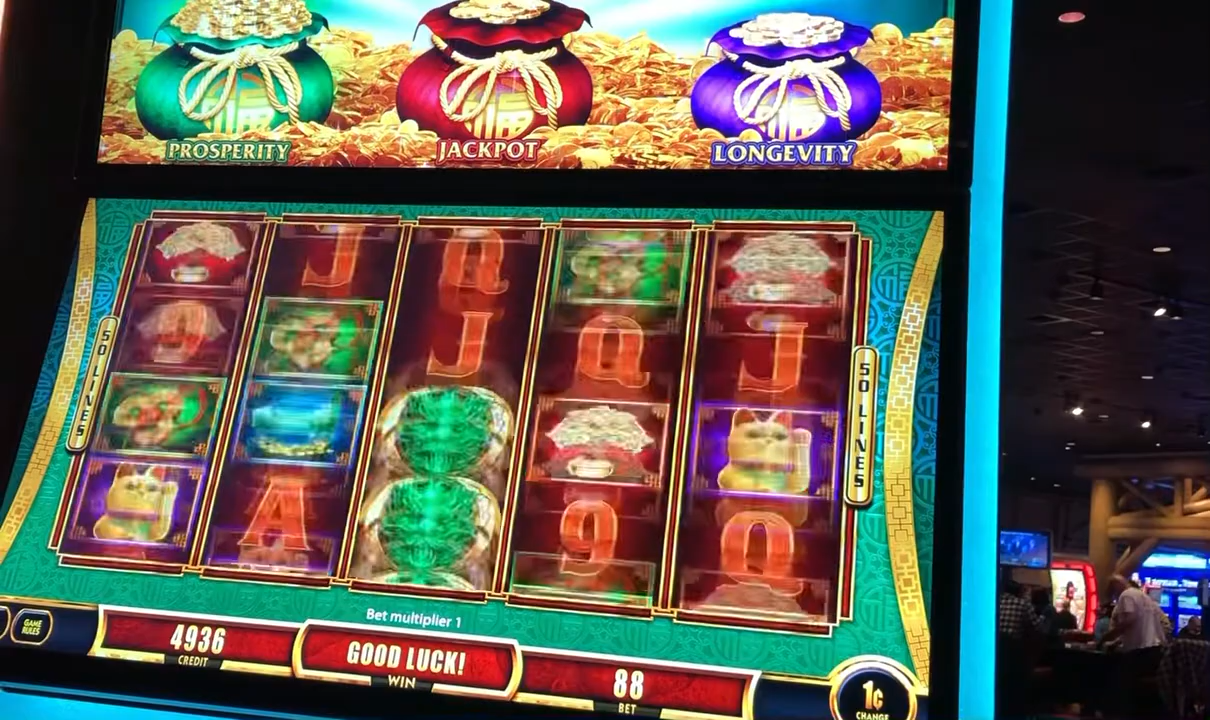 PROSPERITY
JACKPOT
LONGEVITY
J
Q
Q
J
J
A
9
Q
50 LINES
50 LINES
Bet multiplier 1
GAME RULES
4936
CREDIT
GOOD LUCK!
WIN
88
BET
1¢
CHANGE